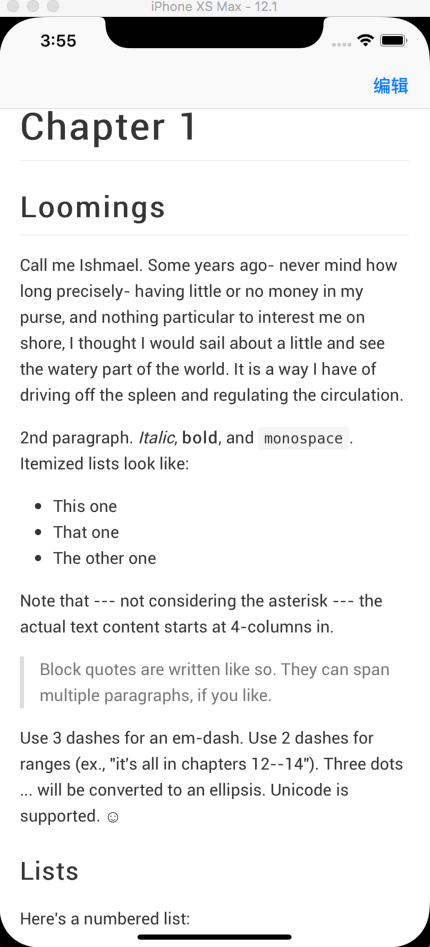 iPhone XS Max - 12.1
3:55
编辑
Chapter 1
Loomings
Call me Ishmael. Some years ago- never mind how
long precisely- having little or no money in my
purse, and nothing particular to interest me on
shore, I thought I would sail about a little and see
the watery part of the world. It is a way I have of
driving off the spleen and regulating the circulation.
2nd paragraph. Italic, bold, and monospace.
Itemized lists look like:
• This one
• That one
• The other one
Note that --- not considering the asterisk --- the
actual text content starts at 4-columns in.
Block quotes are written like so. They can span
multiple paragraphs, if you like.
Use 3 dashes for an em-dash. Use 2 dashes for
ranges (ex., "it's all in chapters 12--14"). Three dots
... will be converted to an ellipsis. Unicode is
supported. ☺
Lists
Here's a numbered list: